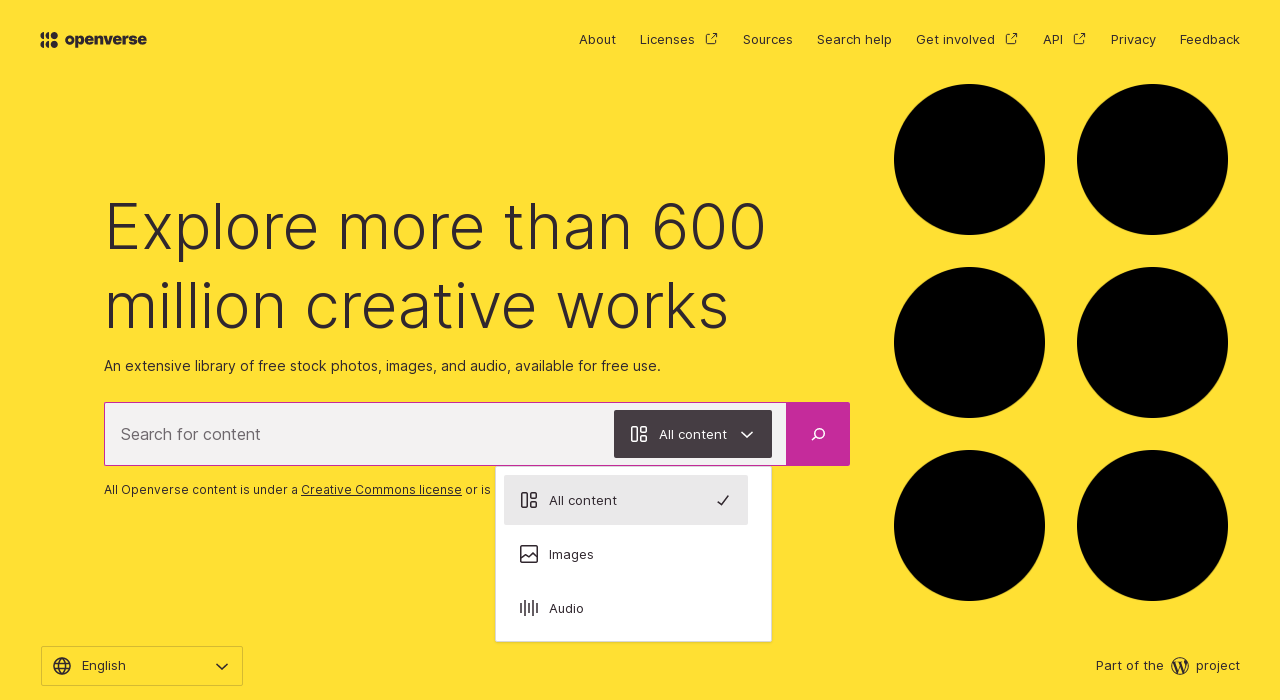 openverse
About Licenses Sources Search help Get involved API Privacy Feedback
Explore more than 600
million creative works
An extensive library of free stock photos, images, and audio, available for free use.
Search for content
All content
All Openverse content is under a Creative Commons license or is
All content
Images
Audio
English
Part of the project